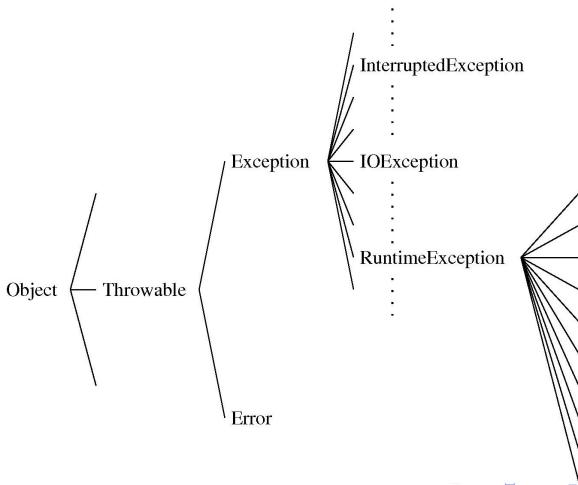 InterruptedException
Exception
IOException
RuntimeException
Object
Throwable
Error